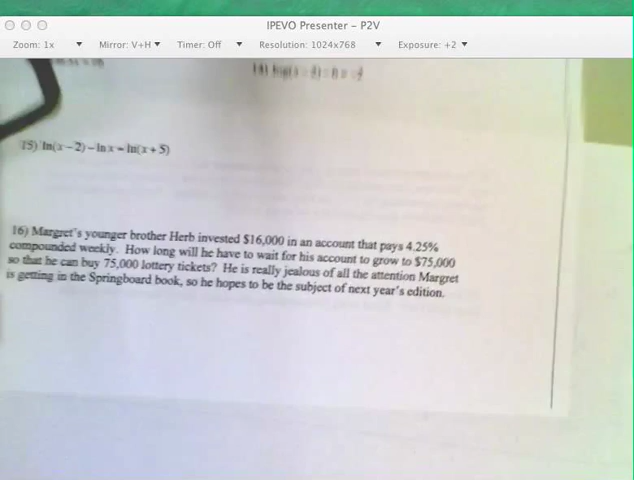 IPEVO Presenter - P2V
Zoom: 1x Mirror: V+H Timer: Off Resolution: 1024x768 Exposure: +2
15) ln(x-2)-ln x=ln(x+5)
16) Margret's younger brother Herb invested $16,000 in an account that pays 4.25%
compounded weekly. How long will he have to wait for his account to grow to $75,000
so that he can buy 75,000 lottery tickets? He is really jealous of all the attention Margret
is getting in the Springboard book, so he hopes to be the subject of next year's edition.